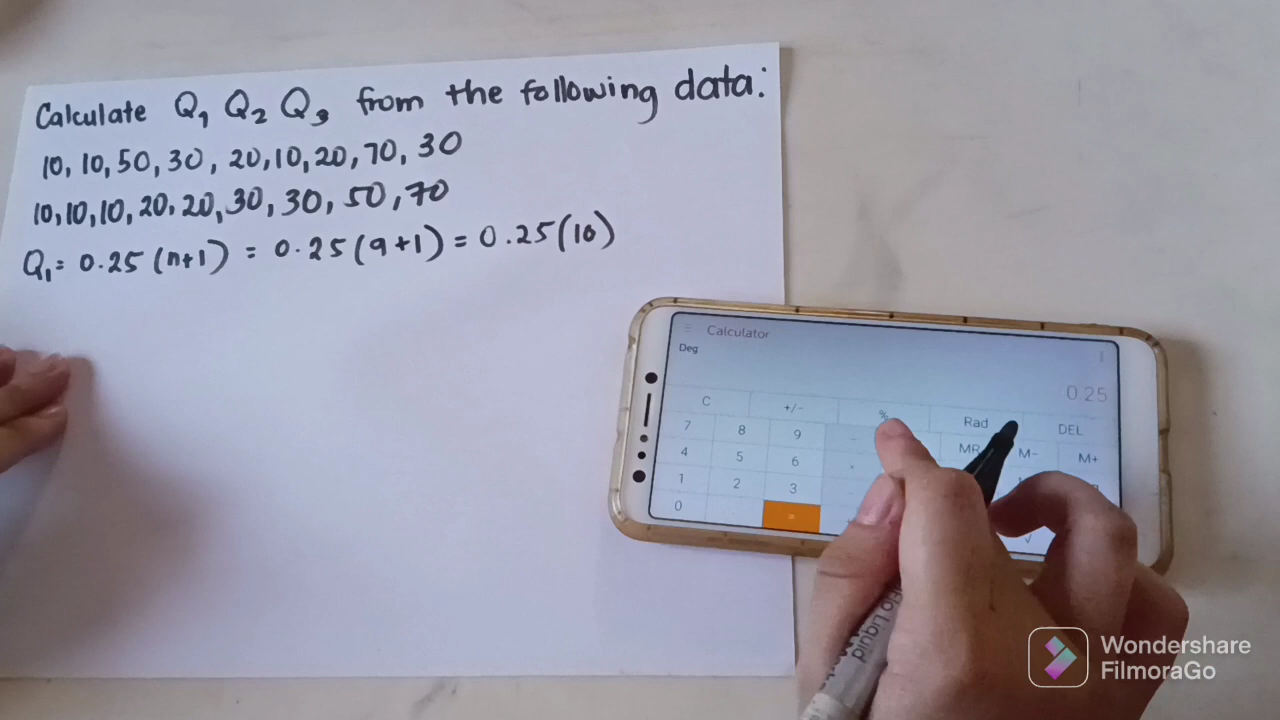 Calculate Q₁ Q₂ Q₃ from the following data:
10, 10, 50, 30, 20, 10, 20, 70, 30
10, 10, 10, 20, 20, 30, 30, 50, 70
Q₁ = 0.25 (n+1) = 0.25 (9+1) = 0.25 (10)
Calculator
Deg
0.25
C +/- % Rad DEL
7 8 9 MR M- M+
4 5 6
1 2 3
0 . =
Flo Liquid
Wondershare
FilmoraGo